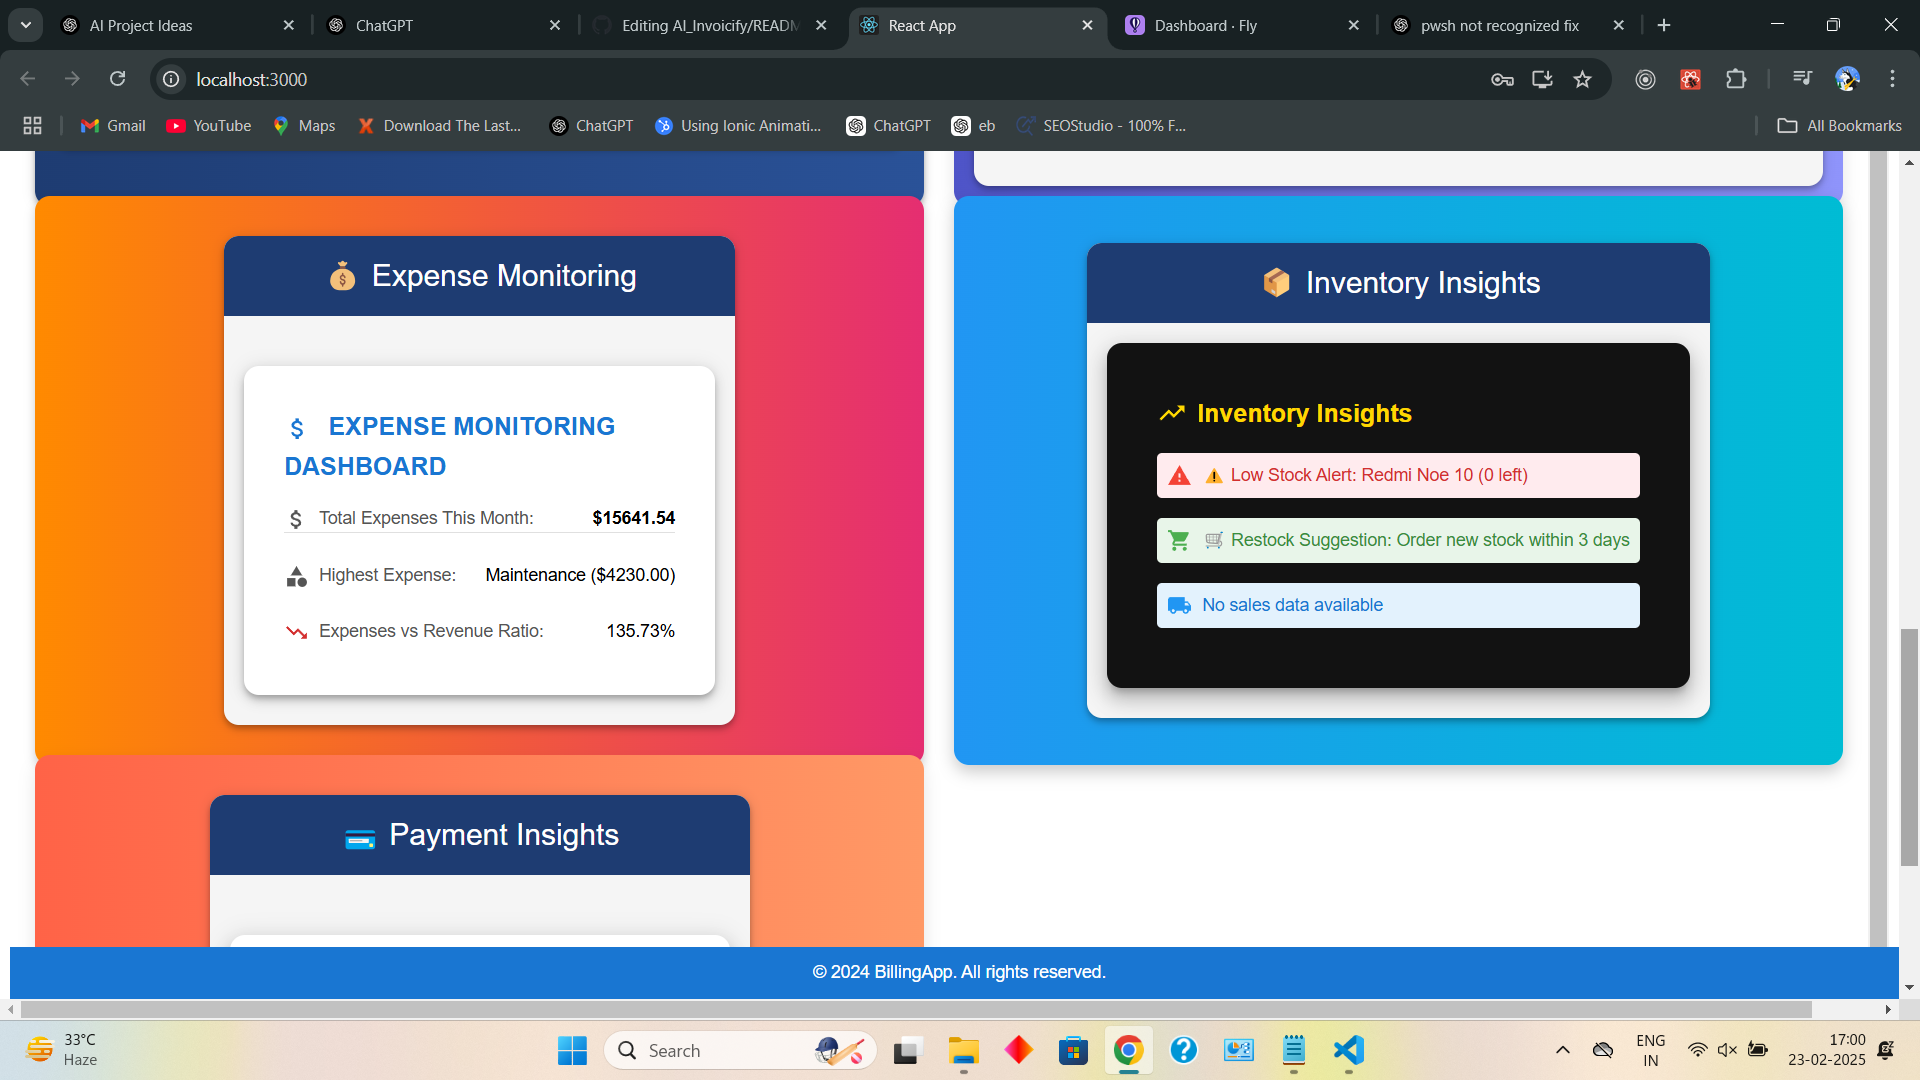 AI Project Ideas
ChatGPT
Editing AI_Invoicify/READM
React App
Dashboard · Fly
pwsh not recognized fix
localhost:3000
Gmail
YouTube
Maps
Download The Last...
ChatGPT
Using Ionic Animati...
ChatGPT
eb
SEOStudio - 100% F...
All Bookmarks
Expense Monitoring
EXPENSE MONITORING
DASHBOARD
Total Expenses This Month: $15641.54
Highest Expense: Maintenance ($4230.00)
Expenses vs Revenue Ratio: 135.73%
Inventory Insights
Inventory Insights
Low Stock Alert: Redmi Noe 10 (0 left)
Restock Suggestion: Order new stock within 3 days
No sales data available
Payment Insights
© 2024 BillingApp. All rights reserved.
33°C
Haze
Search
ENG
IN
17:00
23-02-2025